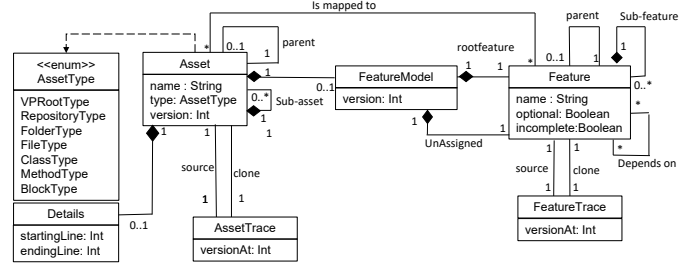 Is mapped to
<<enum>>
AssetType
VPRootType
RepositoryType
FolderType
FileType
ClassType
MethodType
BlockType
Details
startingLine: Int
endingLine: Int
0..1
1
*
0..1
1
parent
Asset
name : String
type: AssetType
version: Int
1
0..*
Sub-asset
1
1
1
1
source
clone
1
1
AssetTrace
versionAt: Int
0..1
FeatureModel
version: Int
rootfeature
1
1
1
UnAssigned
1
*
parent
0..1
1
Sub-feature
1
0..*
Feature
name : String
optional: Boolean
incomplete:Boolean
*
*
Depends on
1
1
source
clone
1
1
FeatureTrace
versionAt: Int